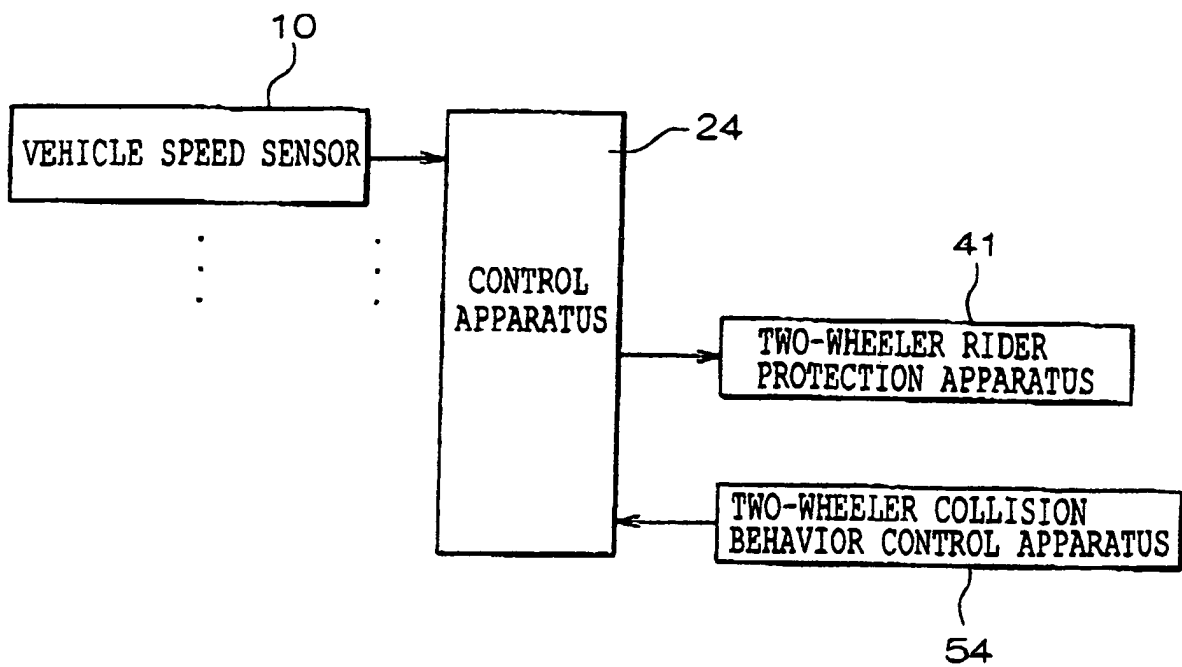 10
VEHICLE SPEED SENSOR
24
CONTROL
APPARATUS
41
TWO-WHEELER RIDER
PROTECTION APPARATUS
TWO-WHEELER COLLISION
BEHAVIOR CONTROL APPARATUS
54